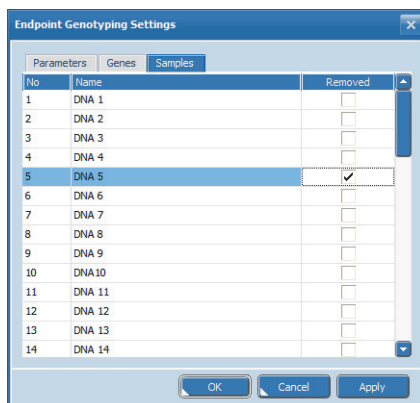 Endpoint Genotyping Settings
Parameters Genes Samples
No Name Removed
1 DNA 1
2 DNA 2
3 DNA 3
4 DNA 4
5 DNA 5
6 DNA 6
7 DNA 7
8 DNA 8
9 DNA 9
10 DNA10
11 DNA 11
12 DNA 12
13 DNA 13
14 DNA 14
OK Cancel Apply